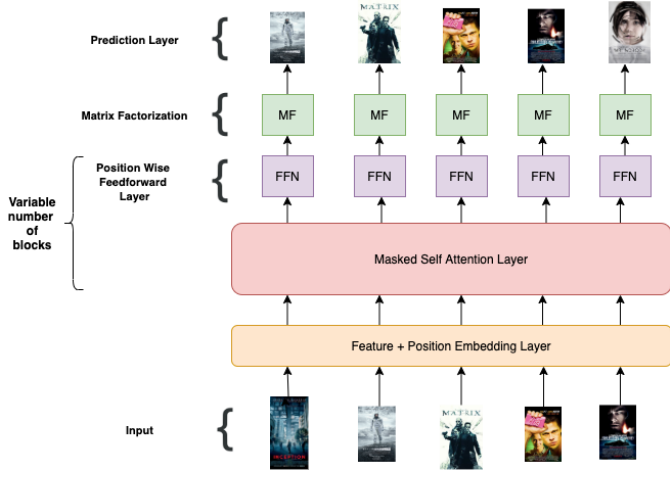 Prediction Layer
MATRIX
Matrix Factorization
MF MF MF MF MF
Position Wise
Feedforward
Layer
FFN FFN FFN FFN FFN
Variable
number
of
blocks
Masked Self Attention Layer
Feature + Position Embedding Layer
Input
MATRIX
INCEPTION